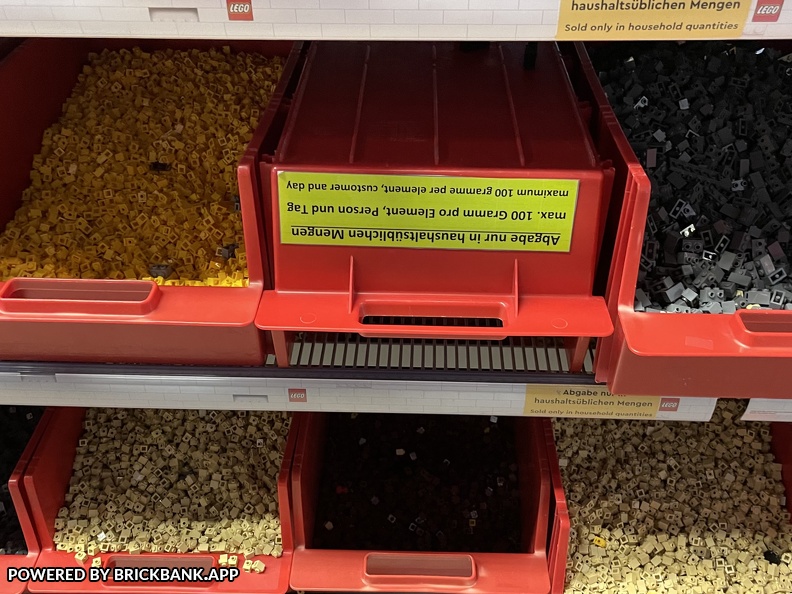 LEGO
haushaltsüblichen Mengen
Sold only in household quantities
LEGO
Abgabe nur in haushaltsüblichen Mengen
max. 100 Gramm pro Element, Person und Tag
maximum 100 gramme per element, customer and day
LEGO
Abgabe nur in
haushaltsüblichen Mengen
Sold only in household quantities
LEGO
POWERED BY BRICKBANK.APP